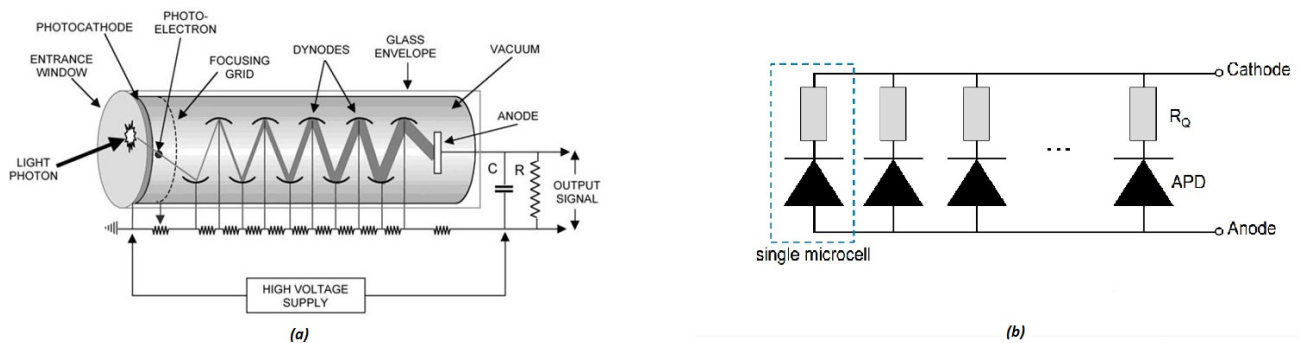 PHOTO-
ELECTRON
PHOTOCATHODE
ENTRANCE
WINDOW
FOCUSING
GRID
DYNODES
GLASS
ENVELOPE
VACUUM
ANODE
LIGHT
PHOTON
C
R
OUTPUT
SIGNAL
HIGH VOLTAGE
SUPPLY
(a)
Cathode
R_Q
...
APD
Anode
single microcell
(b)